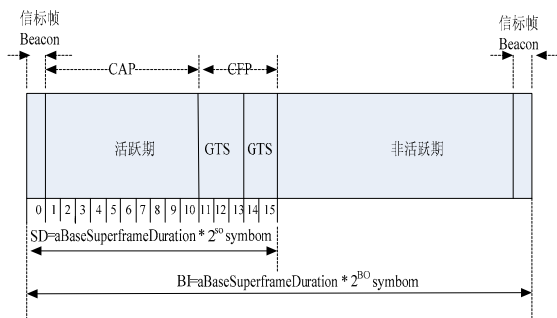 信标帧
Beacon
信标帧
Beacon
CAP
CFP
活跃期
GTS
GTS
非活跃期
0 1 2 3 4 5 6 7 8 9 10 11 12 13 14 15
SD=aBaseSuperframeDuration * 2^so symbom
BI=aBaseSuperframeDuration * 2^BO symbom